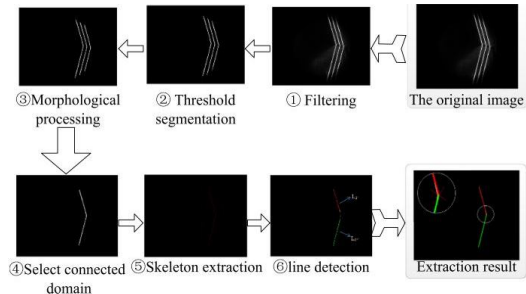 ③Morphological
processing
② Threshold
segmentation
① Filtering
The original image
④Select connected
domain
⑤Skeleton extraction
⑥line detection
Extraction result